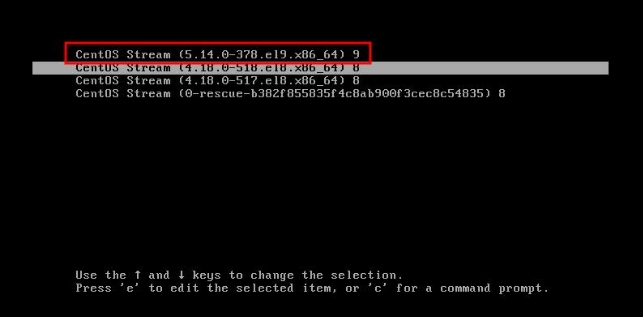 CentOS Stream (5.14.0-378.el9.x86_64) 9
CentOS Stream (4.18.0-518.el8.x86_64) 8
CentOS Stream (4.18.0-517.el8.x86_64) 8
CentOS Stream (0-rescue-b382f855835f4c8ab900f3cec8c54835) 8
Use the ↑ and ↓ keys to change the selection.
Press 'e' to edit the selected item, or 'c' for a command prompt.